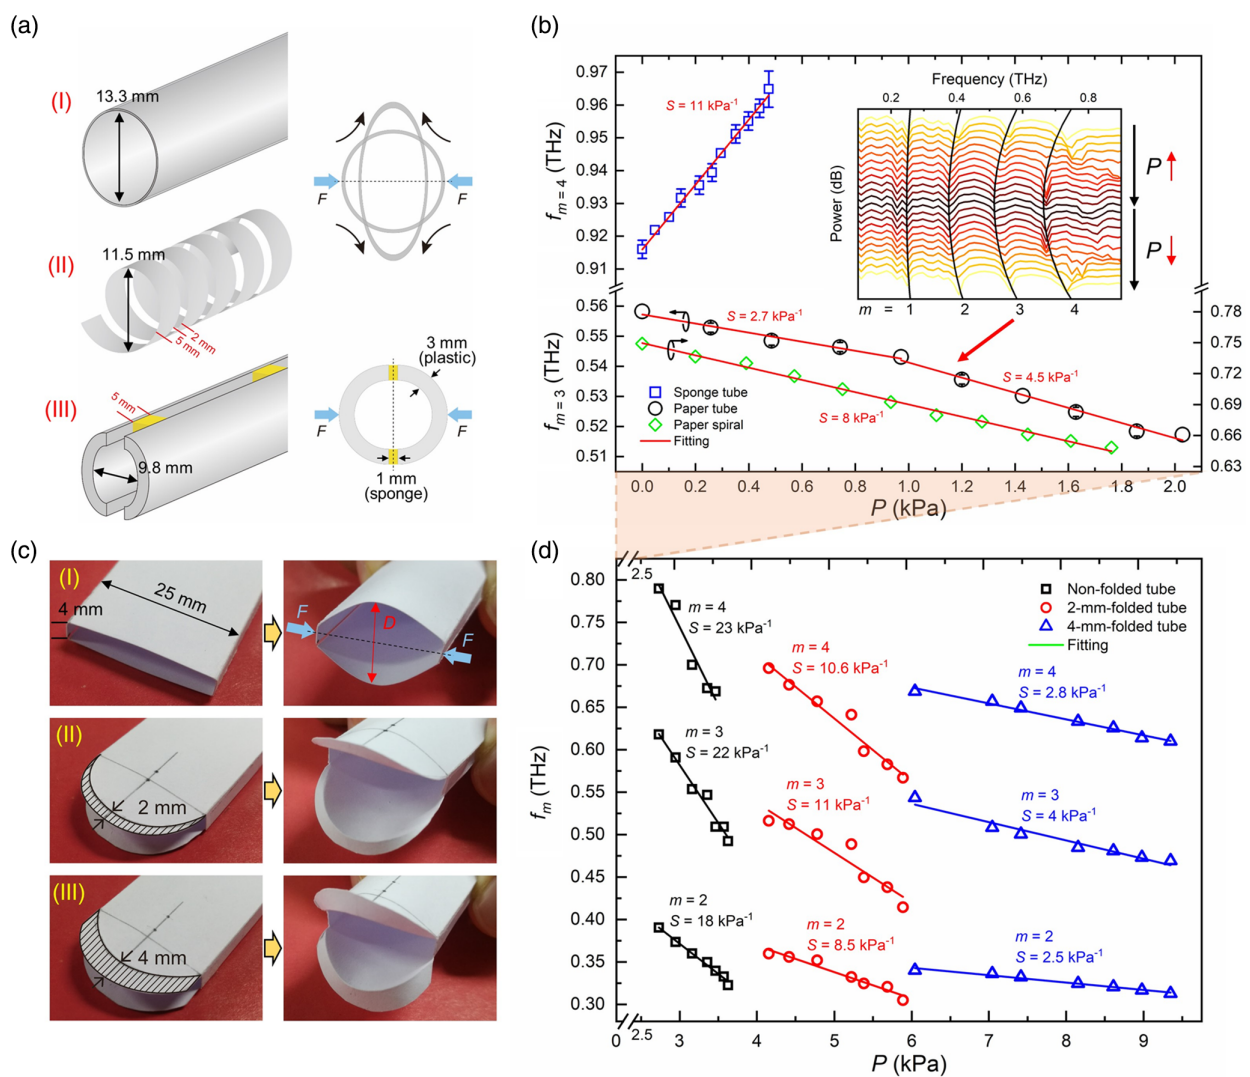 (a)
(I)
13.3 mm
F
F
(II)
11.5 mm
2 mm
5 mm
(III)
5 mm
9.8 mm
3 mm
(plastic)
F
F
1 mm
(sponge)
(b)
0.97
0.96
0.95
0.94
0.93
0.92
0.91
0.56
0.55
0.54
0.53
0.52
0.51
f m = 4 (THz)
f m = 3 (THz)
S = 11 kPa-1
Frequency (THz)
0.2 0.4 0.6 0.8
Power (dB)
P
P
m = 1 2 3 4
S = 2.7 kPa-1
S = 4.5 kPa-1
S = 8 kPa-1
Sponge tube
Paper tube
Paper spiral
Fitting
0.78
0.75
0.72
0.69
0.66
0.63
0.0 0.2 0.4 0.6 0.8 1.0 1.2 1.4 1.6 1.8 2.0
P (kPa)
(c)
(I)
25 mm
4 mm
F
D
F
(II)
2 mm
(III)
4 mm
(d)
2.5
0.80
0.75
0.70
0.65
0.60
0.55
0.50
0.45
0.40
0.35
0.30
fm (THz)
Non-folded tube
2-mm-folded tube
4-mm-folded tube
Fitting
m = 4
S = 23 kPa-1
m = 4
S = 10.6 kPa-1
m = 4
S = 2.8 kPa-1
m = 3
S = 22 kPa-1
m = 3
S = 11 kPa-1
m = 3
S = 4 kPa-1
m = 2
S = 18 kPa-1
m = 2
S = 8.5 kPa-1
m = 2
S = 2.5 kPa-1
0 2.5 3 4 5 6 7 8 9
P (kPa)